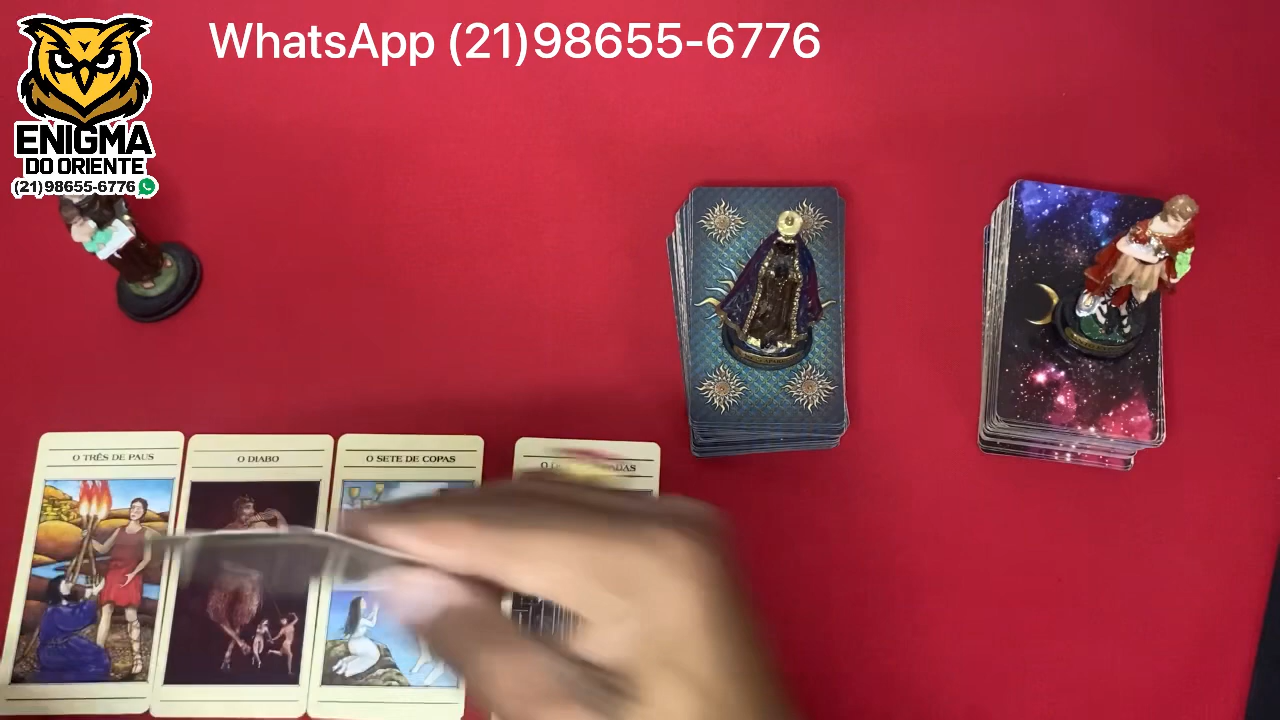 WhatsApp (21)98655-6776
ENIGMA
DO ORIENTE
(21)98655-6776
O TRÊS DE PAUS
O DIABO
O SETE DE COPAS